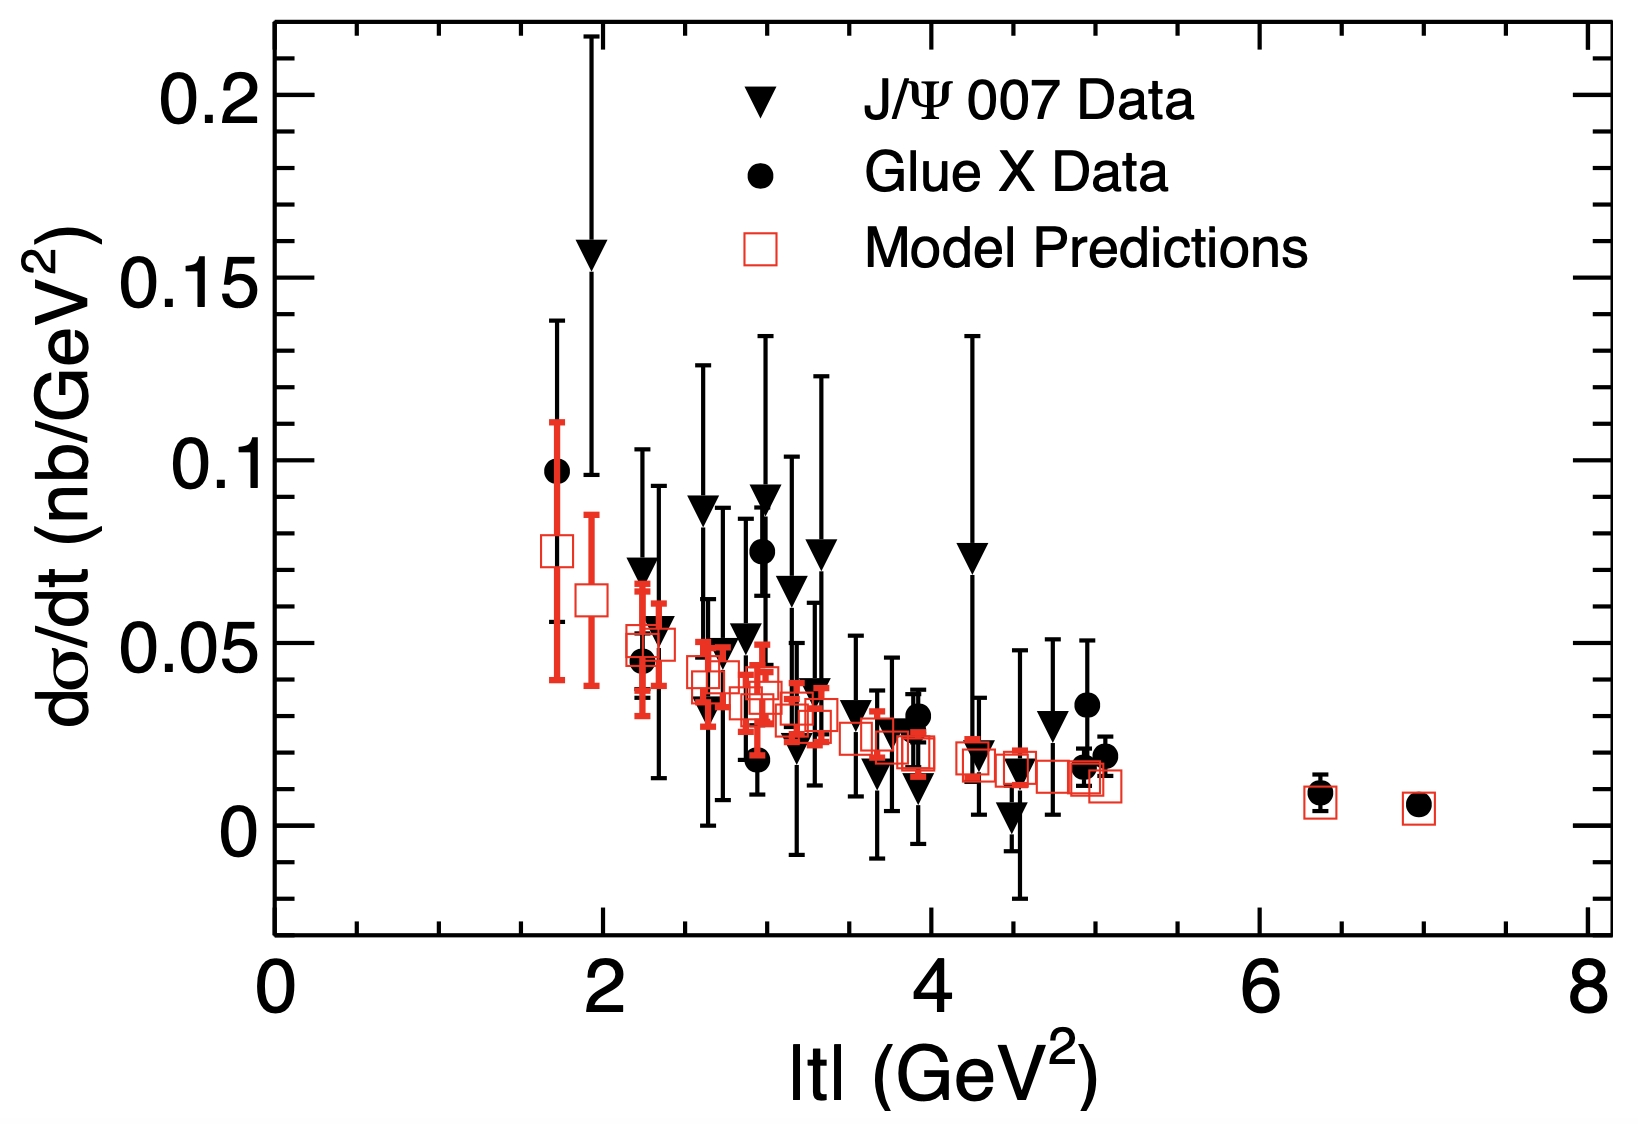 0.2
0.15
0.1
0.05
0
dσ/dt (nb/GeV²)
J/Ψ 007 Data
Glue X Data
Model Predictions
0 2 4 6 8
|t| (GeV²)